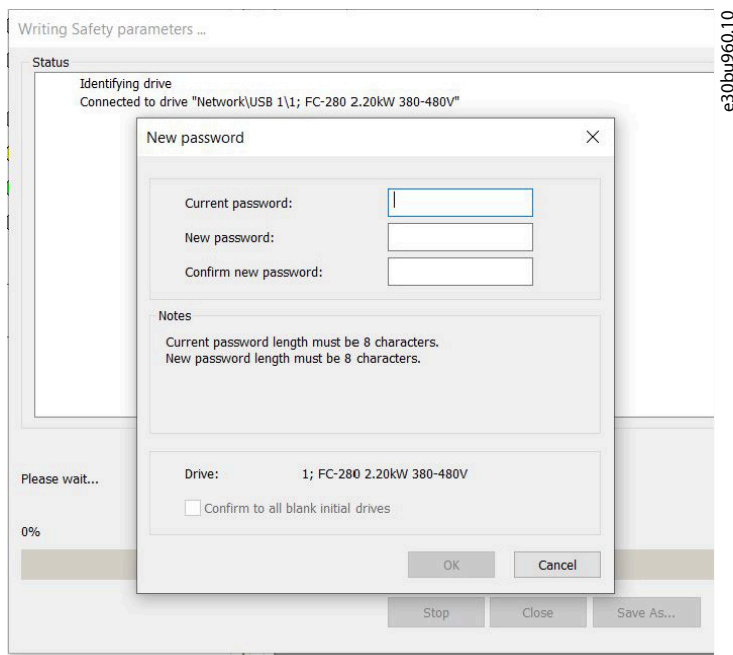 Writing Safety parameters ...
e30bu960.10
Status
Identifying drive
Connected to drive "Network\USB 1\1; FC-280 2.20kW 380-480V"
New password
Current password:
New password:
Confirm new password:
Notes
Current password length must be 8 characters.
New password length must be 8 characters.
Drive: 1; FC-280 2.20kW 380-480V
Confirm to all blank initial drives
OK Cancel
Please wait...
0%
Stop Close Save As...